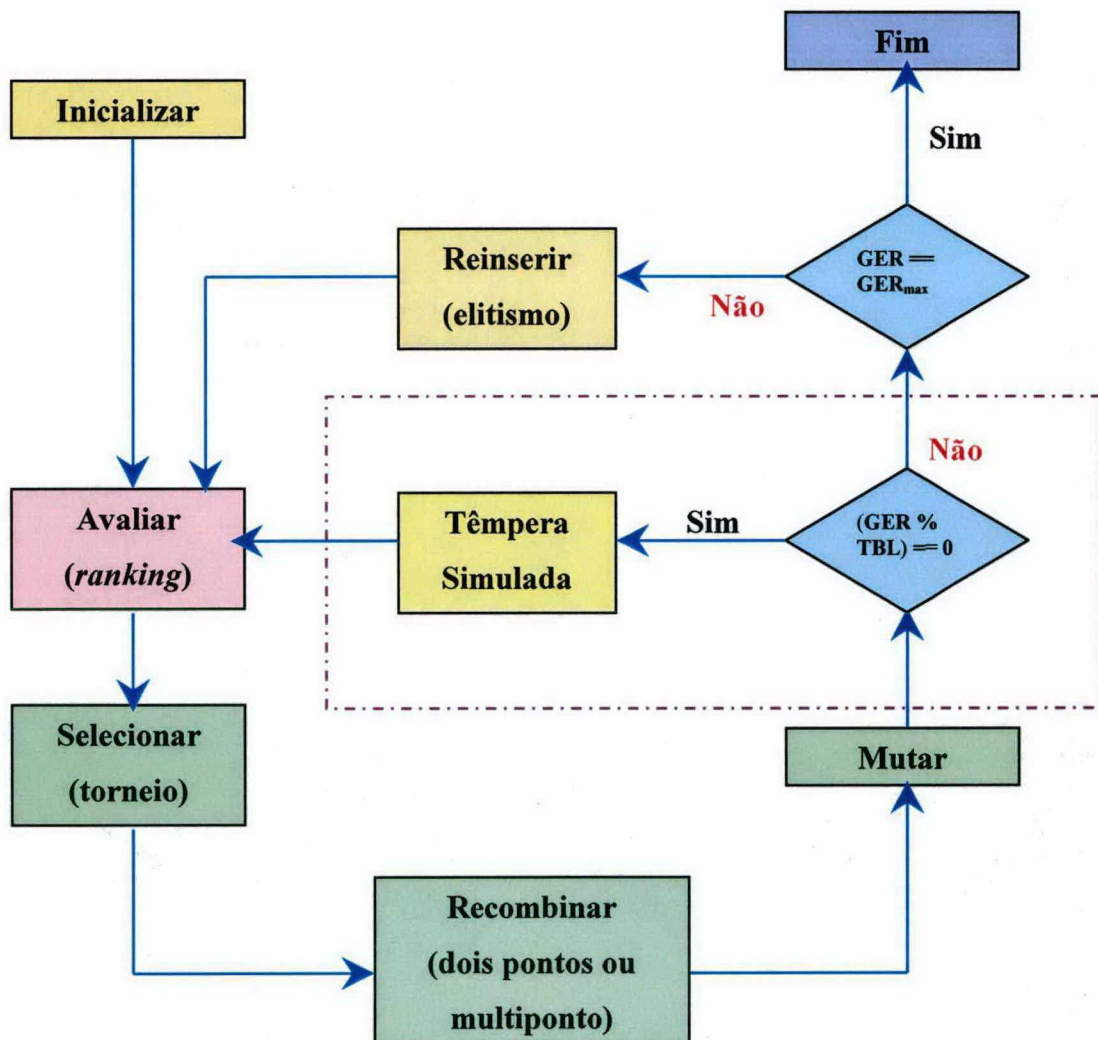 Fim
Inicializar
Sim
Reinserir
(elitismo)
GER ==
GERmax
Não
Não
Avaliar
(ranking)
Têmpera
Simulada
Sim
(GER %
TBL) == 0
Selecionar
(torneio)
Mutar
Recombinar
(dois pontos ou
multiponto)